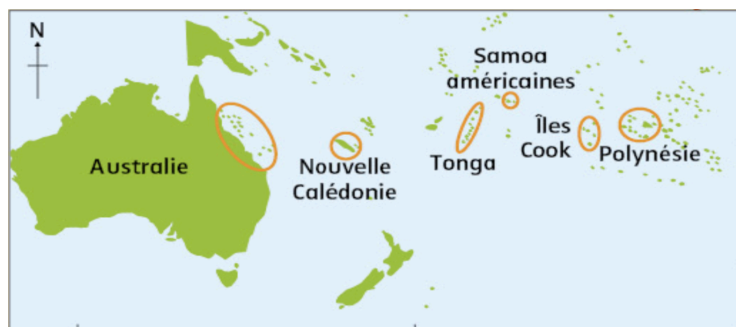 N
Samoa
américaines
Îles
Cook
Polynésie
Australie
Nouvelle
Calédonie
Tonga